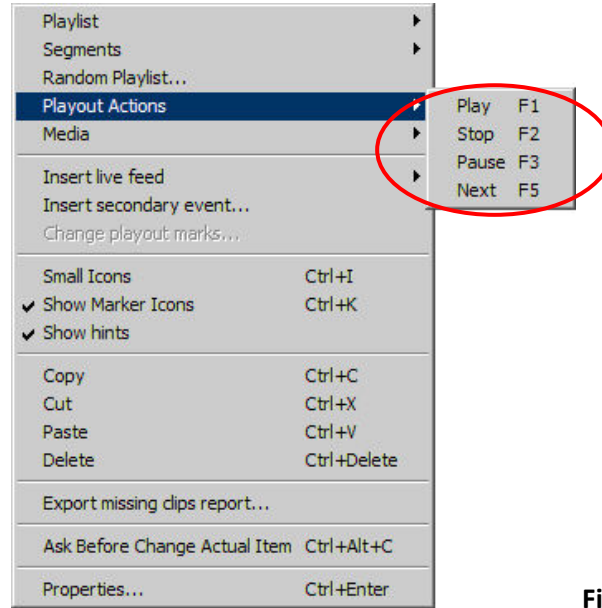 Playlist
Segments
Random Playlist...
Playout Actions
Media
Play F1
Stop F2
Pause F3
Next F5
Insert live feed
Insert secondary event...
Change playout marks...
Small Icons Ctrl+I
Show Marker Icons Ctrl+K
Show hints
Copy Ctrl+C
Cut Ctrl+X
Paste Ctrl+V
Delete Ctrl+Delete
Export missing clips report...
Ask Before Change Actual Item Ctrl+Alt+C
Properties... Ctrl+Enter
Fi